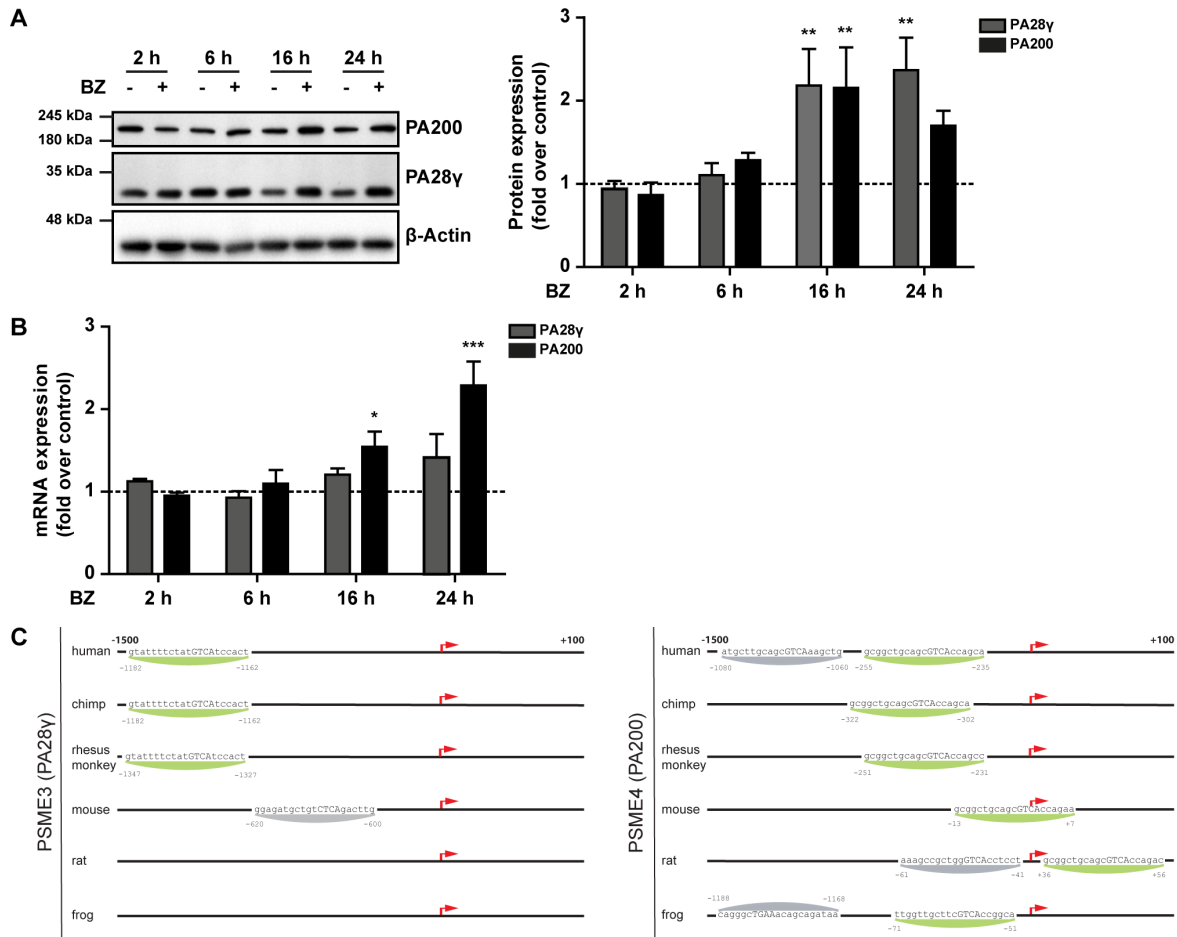 A
2 h 6 h 16 h 24 h
BZ - + - + - + - +
245 kDa
180 kDa
PA200
35 kDa
PA28γ
48 kDa
β-Actin
Protein expression
(fold over control)
3
2
1
0
** ** **
PA28γ
PA200
BZ 2 h 6 h 16 h 24 h
B
mRNA expression
(fold over control)
3
2
1
0
* ***
PA28γ
PA200
BZ 2 h 6 h 16 h 24 h
C
PSME3 (PA28γ)
-1500 +100
human
gtattttctatGTCAtccact
-1182 -1162
chimp
gtattttctatGTCAtccact
-1182 -1162
rhesus
monkey
gtattttctatGTCAtccact
-1347 -1327
mouse
ggagatgctgtCTCAgacttg
-620 -600
rat
frog
PSME4 (PA200)
-1500 +100
human
atgcttgcagcGTCAaagctg gcggctgcagcGTCAccagca
-1080 -1060 -255 -235
chimp
gcggctgcagcGTCAccagca
-322 -302
rhesus
monkey
gcggctgcagcGTCAccagcc
-251 -231
mouse
gcggctgcagcGTCAccagaa
-13 +7
rat
aaagccgctggGTCAcctcct gcggctgcagcGTCAccagac
-61 -41 +36 +56
frog
-1188 -1168
cagggcTGAAacagcagataa ttggttgcttcGTCAccggca
-71 -51